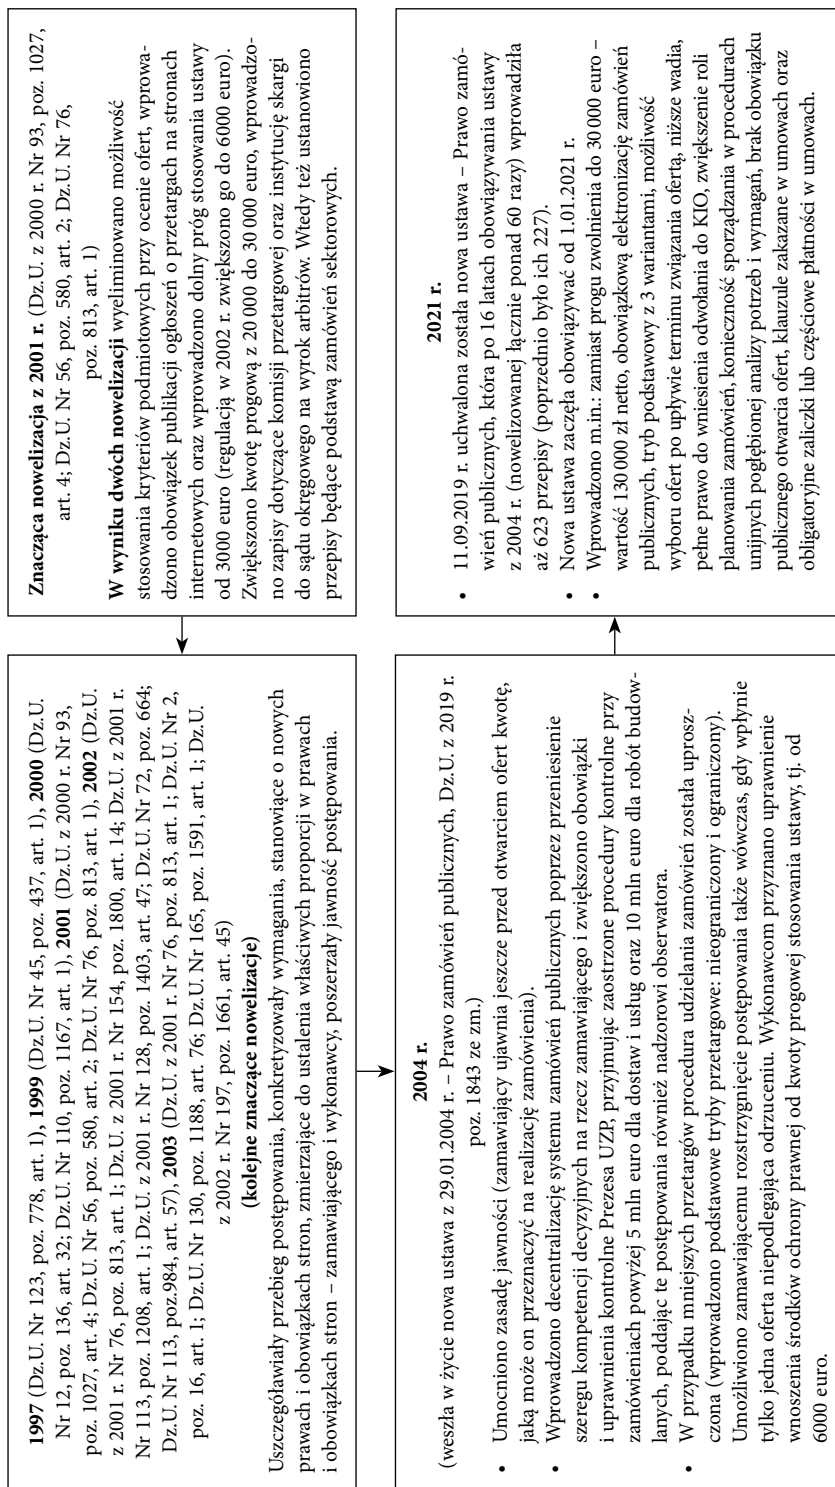 Znacząca nowelizacja z 2001 r. (Dz.U. z 2000 r. Nr 93, poz. 1027,
art. 4; Dz.U. Nr 56, poz. 580, art. 2; Dz.U. Nr 76,
poz. 813, art. 1)
W wyniku dwóch nowelizacji wyeliminowano możliwość
stosowania kryteriów podmiotowych przy ocenie ofert, wprowa-
dzono obowiązek publikacji ogłoszeń o przetargach na stronach
internetowych oraz wprowadzono dolny próg stosowania ustawy
od 3000 euro (regulacją w 2002 r. zwiększono go do 6000 euro).
Zwiększono kwotę progową z 20 000 do 30 000 euro, wprowadzo-
no zapisy dotyczące komisji przetargowej oraz instytucję skargi
do sądu okręgowego na wyrok arbitrów. Wtedy też ustanowiono
przepisy będące podstawą zamówień sektorowych.
1997 (Dz.U. Nr 123, poz. 778, art. 1), 1999 (Dz.U. Nr 45, poz. 437, art. 1), 2000 (Dz.U.
Nr 12, poz. 136, art. 32; Dz.U. Nr 110, poz. 1167, art. 1), 2001 (Dz.U. z 2000 r. Nr 93,
poz. 1027, art. 4; Dz.U. Nr 56, poz. 580, art. 2; Dz.U. Nr 76, poz. 813, art. 1), 2002 (Dz.U.
z 2001 r. Nr 76, poz. 813, art. 1; Dz.U. z 2001 r. Nr 154, poz. 1800, art. 14; Dz.U. z 2001 r.
Nr 113, poz. 1208, art. 1; Dz.U. z 2001 r. Nr 128, poz. 1403, art. 47; Dz.U. Nr 72, poz. 664;
Dz.U. Nr 113, poz.984, art. 57), 2003 (Dz.U. z 2001 r. Nr 76, poz. 813, art. 1; Dz.U. Nr 2,
poz. 16, art. 1; Dz.U. Nr 130, poz. 1188, art. 76; Dz.U. Nr 165, poz. 1591, art. 1; Dz.U.
z 2002 r. Nr 197, poz. 1661, art. 45)
(kolejne znaczące nowelizacje)
Uszczegóławiały przebieg postępowania, konkretyzowały wymagania, stanowiące o nowych
prawach i obowiązkach stron, zmierzające do ustalenia właściwych proporcji w prawach
i obowiązkach stron – zamawiającego i wykonawcy, poszerzały jawność postępowania.
2004 r.
(weszła w życie nowa ustawa z 29.01.2004 r. – Prawo zamówień publicznych, Dz.U. z 2019 r.
poz. 1843 ze zm.)
• Umocniono zasadę jawności (zamawiający ujawnia jeszcze przed otwarciem ofert kwotę,
jaką może on przeznaczyć na realizację zamówienia).
• Wprowadzono decentralizację systemu zamówień publicznych poprzez przeniesienie
szeregu kompetencji decyzyjnych na rzecz zamawiającego i zwiększono obowiązki
i uprawnienia kontrolne Prezesa UZP, przyjmując zaostrzone procedury kontrolne przy
zamówieniach powyżej 5 mln euro dla dostaw i usług oraz 10 mln euro dla robót budow-
lanych, poddając te postępowania również nadzorowi obserwatora.
• W przypadku mniejszych przetargów procedura udzielania zamówień została uprosz-
czona (wprowadzono podstawowe tryby przetargowe: nieograniczony i ograniczony).
Umożliwiono zamawiającemu rozstrzygnięcie postępowania także wówczas, gdy wpłynie
tylko jedna oferta niepodlegająca odrzuceniu. Wykonawcom przyznano uprawnienie
wnoszenia środków ochrony prawnej od kwoty progowej stosowania ustawy, tj. od
6000 euro.
2021 r.
• 11.09.2019 r. uchwalona została nowa ustawa – Prawo zamó-
wień publicznych, która po 16 latach obowiązywania ustawy
z 2004 r. (nowelizowanej łącznie ponad 60 razy) wprowadziła
aż 623 przepisy (poprzednio było ich 227).
• Nowa ustawa zaczęła obowiązywać od 1.01.2021 r.
• Wprowadzono m.in.: zamiast progu zwolnienia do 30 000 euro –
wartość 130 000 zł netto, obowiązkową elektronizację zamówień
publicznych, tryb podstawowy z 3 wariantami, możliwość
wyboru ofert po upływie terminu związania ofertą, niższe wadia,
pełne prawo do wniesienia odwołania do KIO, zwiększenie roli
planowania zamówień, konieczność sporządzania w procedurach
unijnych pogłębionej analizy potrzeb i wymagań, brak obowiązku
publicznego otwarcia ofert, klauzule zakazane w umowach oraz
obligatoryjne zaliczki lub częściowe płatności w umowach.